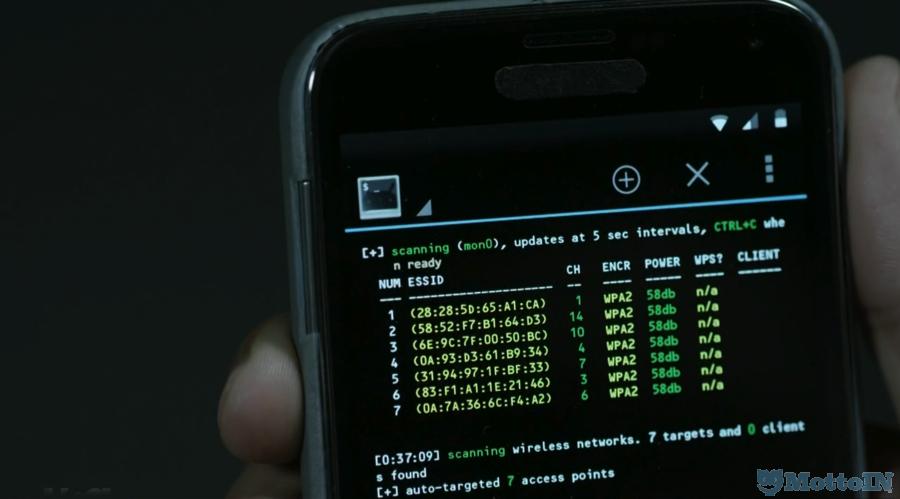 [+] scanning (mon0), updates at 5 sec intervals, CTRL+C whe
n ready
NUM ESSID CH ENCR POWER WPS? CLIENT
--- -------------------- -- ---- ----- ---- ------
1 (28:28:5D:65:A1:CA) 1 WPA2 58db n/a
2 (58:52:F7:B1:64:D3) 14 WPA2 58db n/a
3 (6E:9C:7F:00:50:BC) 10 WPA2 58db n/a
4 (0A:93:D3:61:B9:34) 4 WPA2 58db n/a
5 (31:94:97:1F:BF:33) 7 WPA2 58db n/a
6 (83:F1:A1:1E:21:46) 3 WPA2 58db n/a
7 (0A:7A:36:6C:F4:A2) 6 WPA2 58db n/a
[0:37:09] scanning wireless networks. 7 targets and 0 client
s found
[+] auto-targeted 7 access points
MottoIN